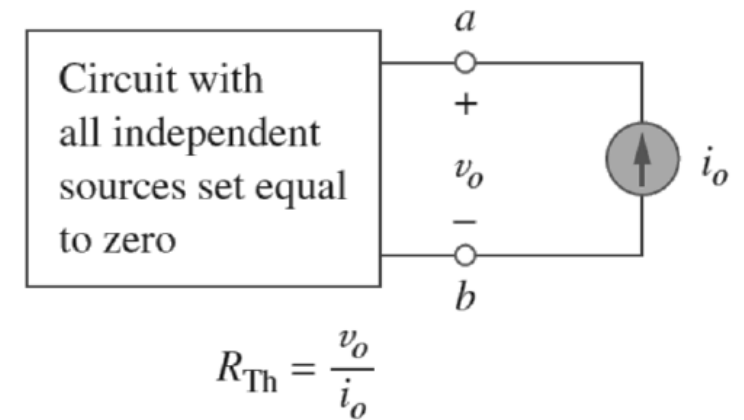 a
Circuit with
all independent
sources set equal
to zero
+
v_o
−
i_o
b
R_Th = v_o / i_o